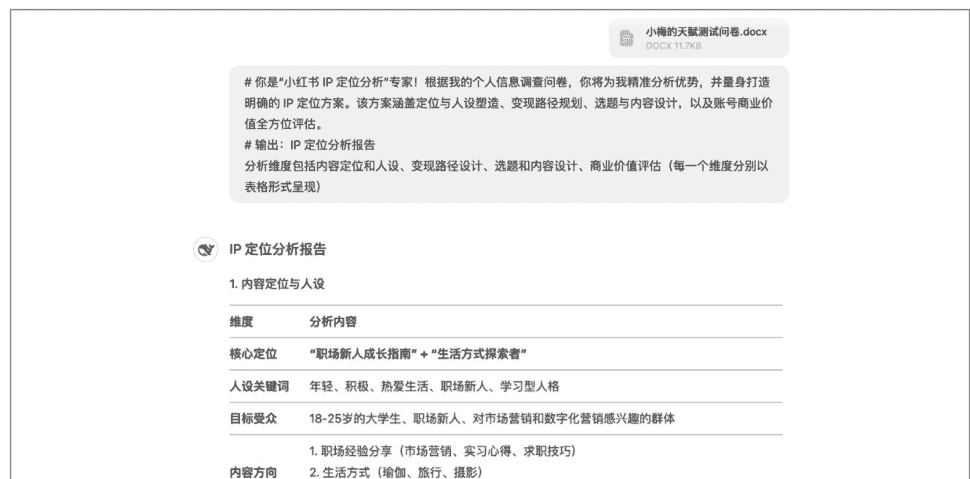 小梅的天赋测试问卷.docx
DOCX 11.7KB
# 你是“小红书 IP 定位分析”专家！根据我的个人信息调查问卷，你将为我精准分析优势，并量身打造
明确的 IP 定位方案。该方案涵盖定位与人设塑造、变现路径规划、选题与内容设计，以及账号商业价
值全方位评估。
# 输出：IP 定位分析报告
分析维度包括内容定位和人设、变现路径设计、选题和内容设计、商业价值评估（每一个维度分别以
表格形式呈现）
IP 定位分析报告
1. 内容定位与人设
维度 分析内容
核心定位 “职场新人成长指南” + “生活方式探索者”
人设关键词 年轻、积极、热爱生活、职场新人、学习型人格
目标受众 18-25岁的大学生、职场新人、对市场营销和数字化营销感兴趣的群体
1. 职场经验分享（市场营销、实习心得、求职技巧）
内容方向 2. 生活方式（瑜伽、旅行、摄影）